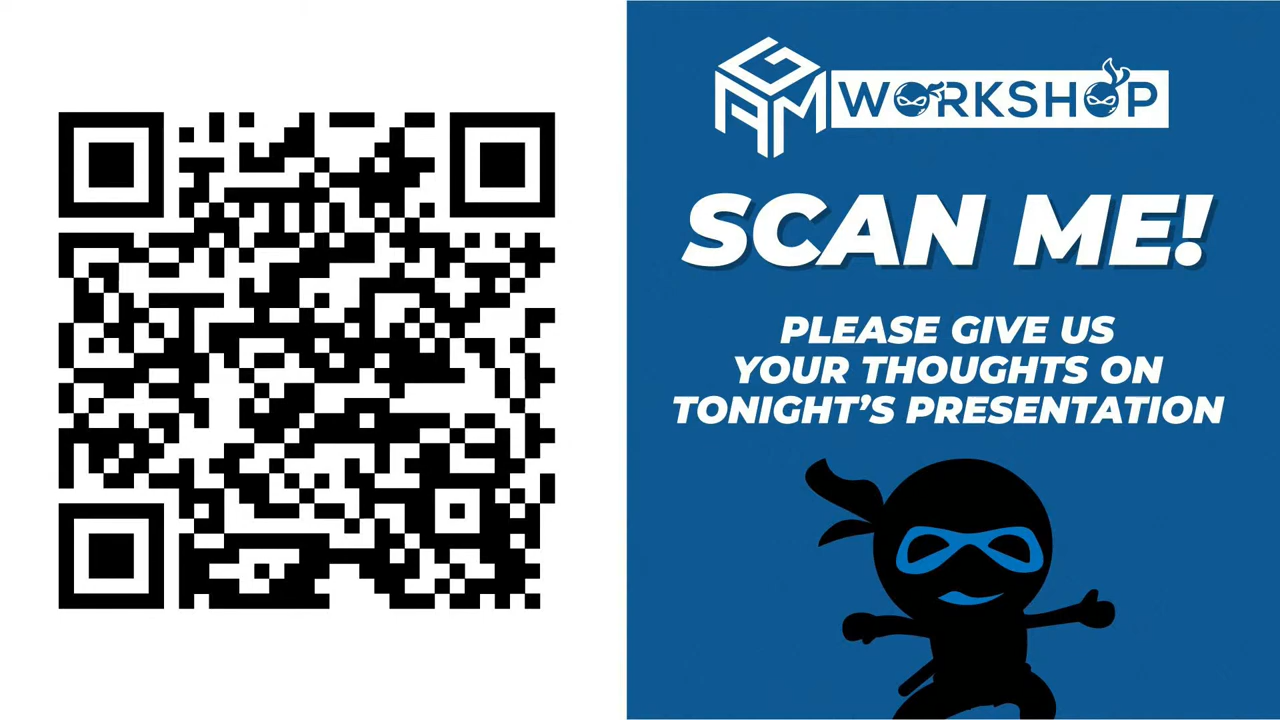 GAM WORKSHOP
SCAN ME!
PLEASE GIVE US
YOUR THOUGHTS ON
TONIGHT'S PRESENTATION